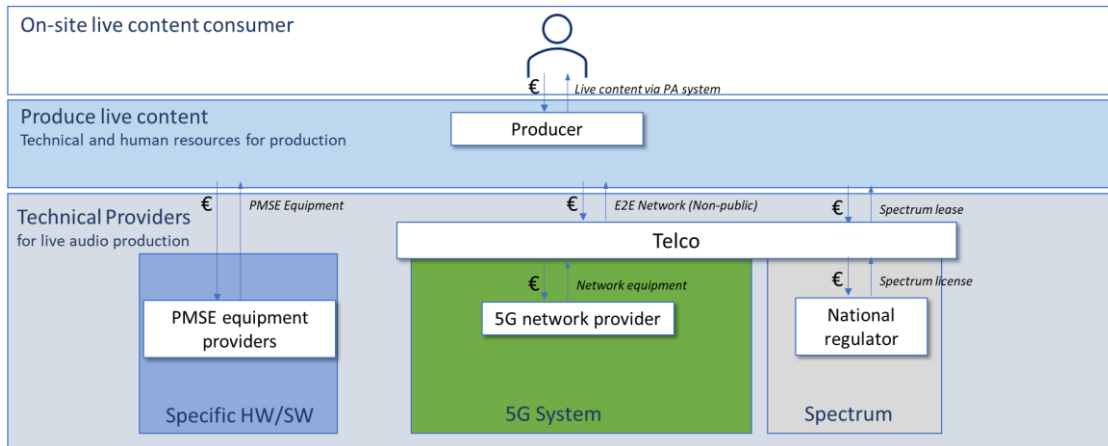 On-site live content consumer
€
Live content via PA system
Produce live content
Technical and human resources for production
Producer
€
PMSE Equipment
€
E2E Network (Non-public)
€
Spectrum lease
Technical Providers
for live audio production
Telco
€
Network equipment
€
Spectrum license
PMSE equipment
providers
5G network provider
National
regulator
Specific HW/SW
5G System
Spectrum